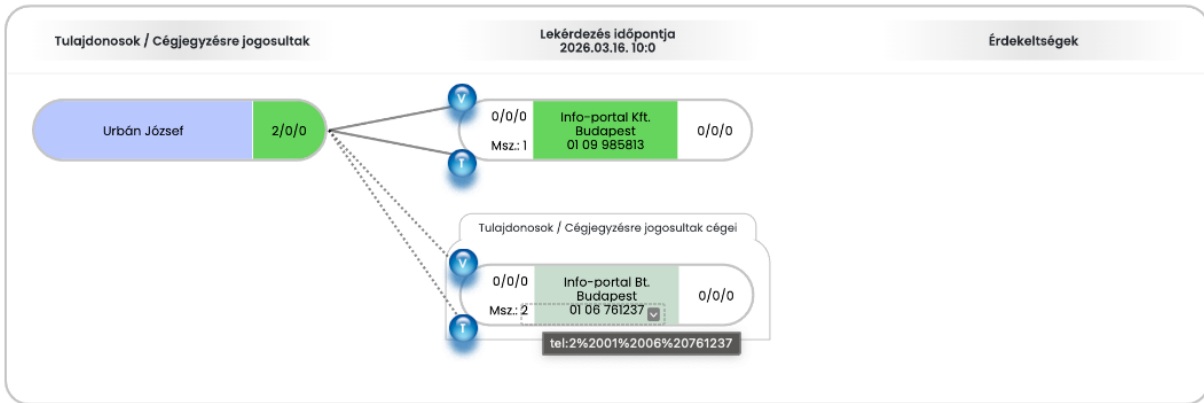 Tulajdonosok / Cégjegyzésre jogosultak
Lekérdezés időpontja
2026.03.16. 10:0
Érdekeltségek
Urbán József
2/0/0
V
T
0/0/0
Msz.: 1
Info-portal Kft.
Budapest
01 09 985813
0/0/0
Tulajdonosok / Cégjegyzésre jogosultak cégei
V
T
0/0/0
Msz.: 2
Info-portal Bt.
Budapest
01 06 761237
0/0/0
tel:2%2001%2006%20761237